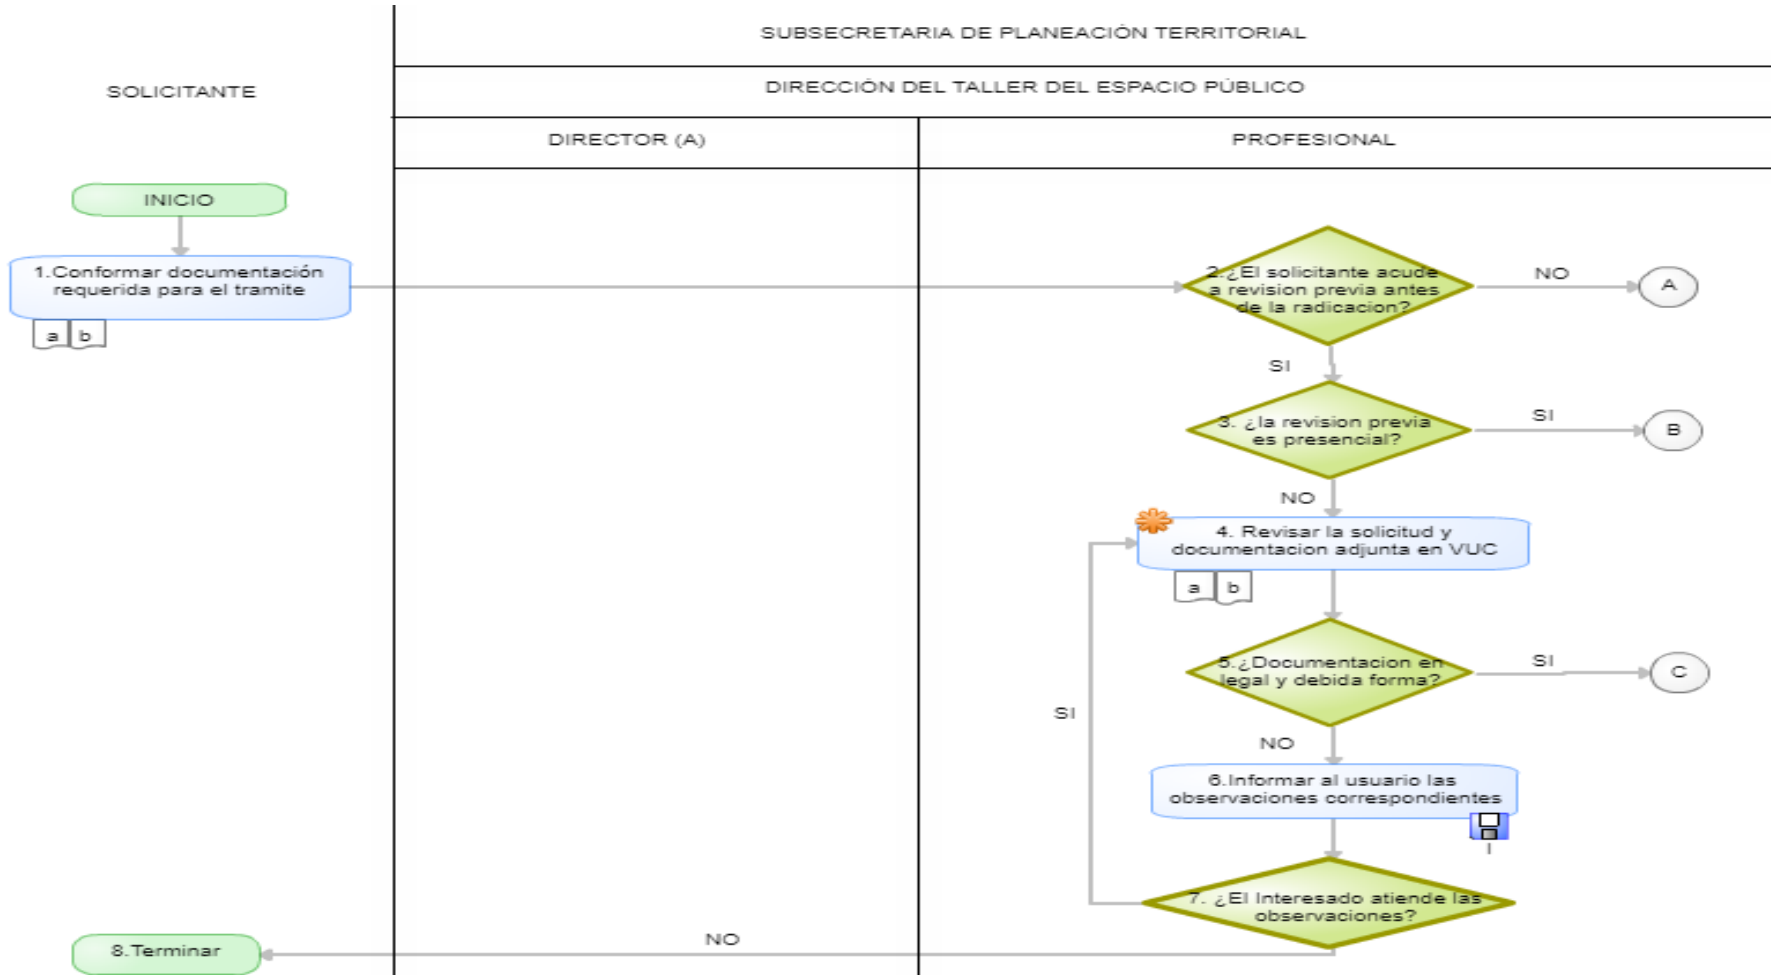 SUBSECRETARIA DE PLANEACIÓN TERRITORIAL
SOLICITANTE
DIRECCIÓN DEL TALLER DEL ESPACIO PÚBLICO
DIRECTOR (A)
PROFESIONAL
INICIO
1.Conformar documentación
requerida para el tramite
a b
2.¿El solicitante acude
a revision previa antes
de la radicacion?
NO
A
SI
3. ¿la revision previa
es presencial?
SI
B
NO
4. Revisar la solicitud y
documentacion adjunta en VUC
a b
5.¿Documentacion en
legal y debida forma?
SI
C
SI
NO
6.Informar al usuario las
observaciones correspondientes
I
7. ¿El Interesado atiende las
observaciones?
NO
8.Terminar